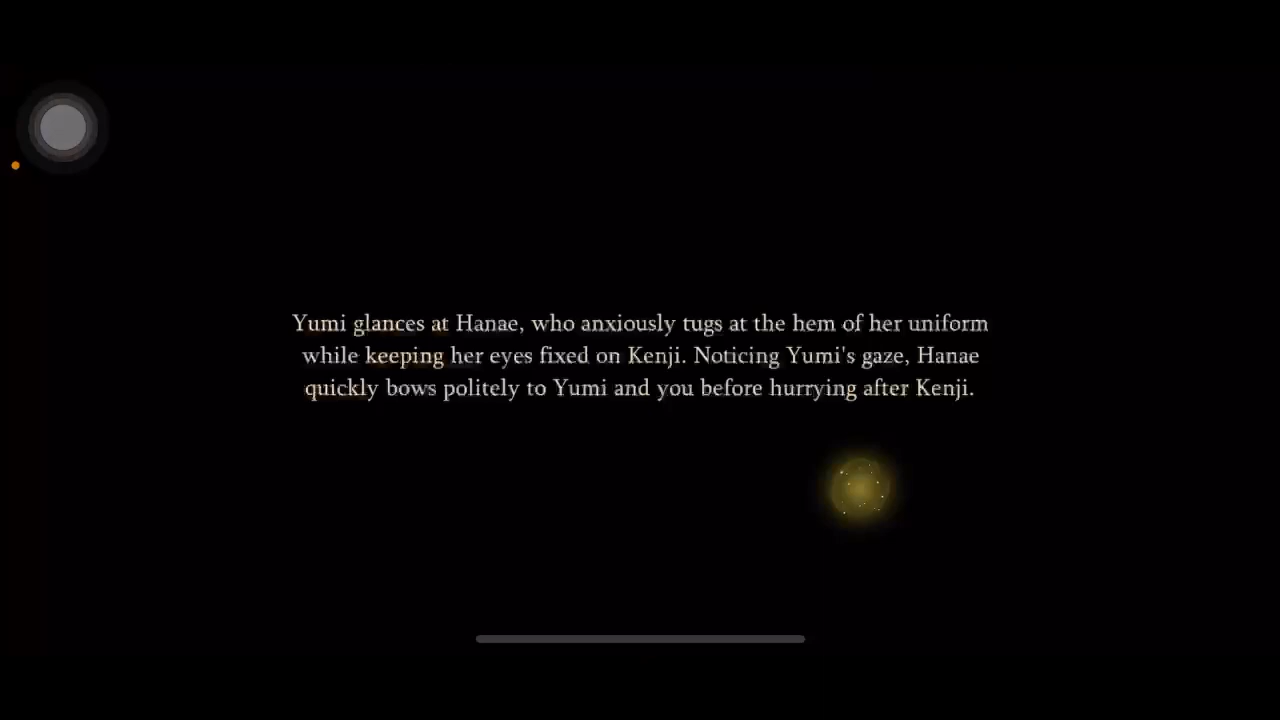 Yumi glances at Hanae, who anxiously tugs at the hem of her uniform
while keeping her eyes fixed on Kenji. Noticing Yumi's gaze, Hanae
quickly bows politely to Yumi and you before hurrying after Kenji.